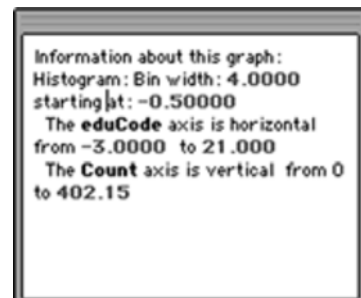 Information about this graph:
Histogram: Bin width: 4.0000
starting at: -0.50000
The eduCode axis is horizontal
from -3.0000 to 21.000
The Count axis is vertical from 0
to 402.15